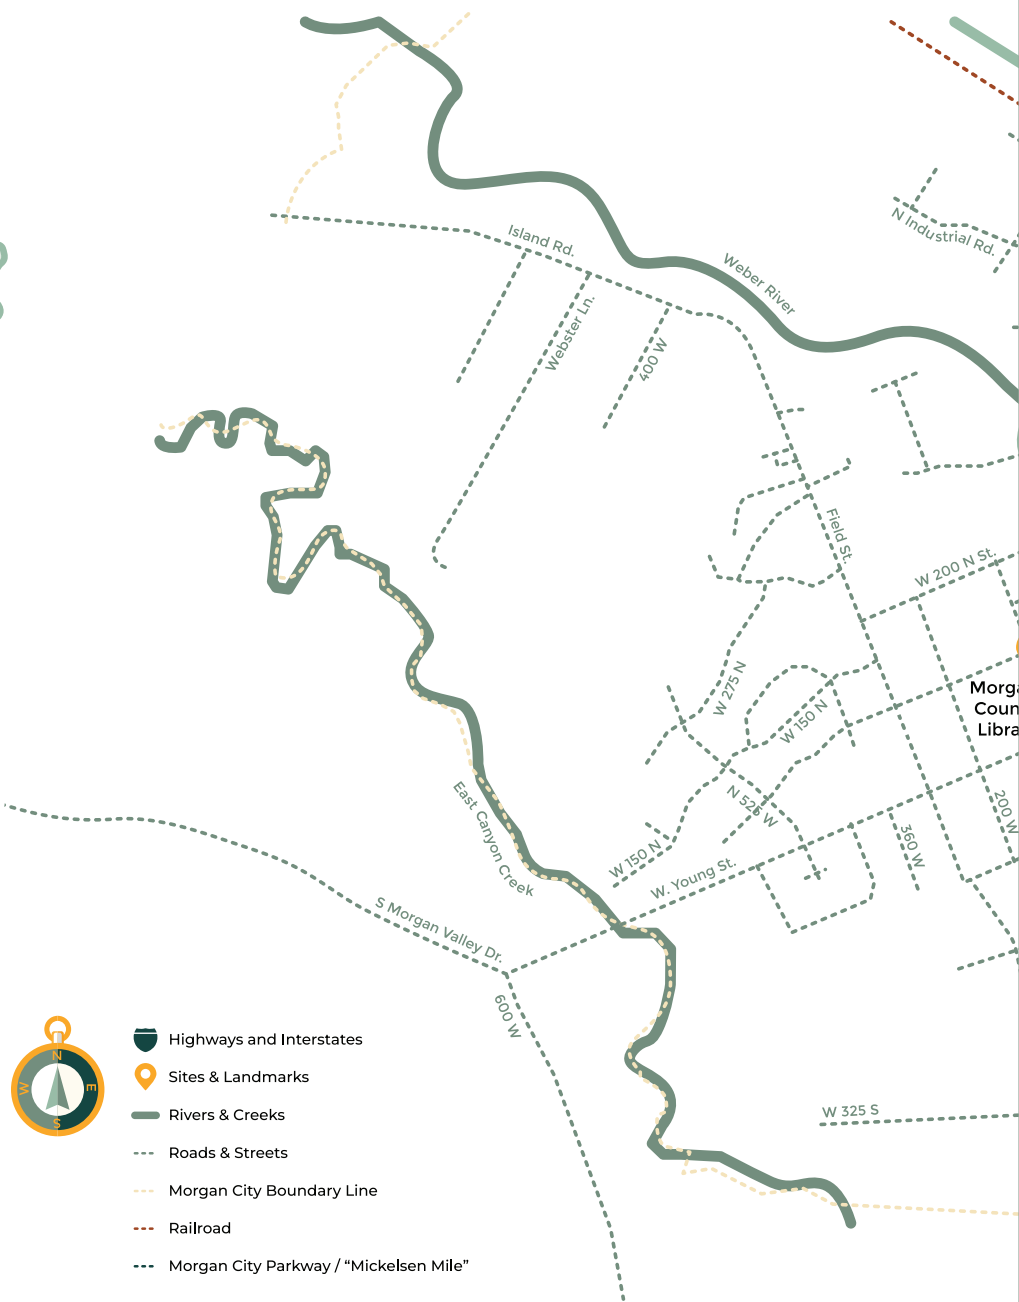 N Industrial Rd.
Island Rd.
Weber River
Webster Ln.
400 W
Field St.
W 200 N St.
W 275 N
W 150 N
Morga
Coun
Libra
East Canyon Creek
N 525 W
200 W
360 W
W 150 N
W. Young St.
S Morgan Valley Dr.
600 W
W 325 S
N
W
E
S
Highways and Interstates
Sites & Landmarks
Rivers & Creeks
Roads & Streets
Morgan City Boundary Line
Railroad
Morgan City Parkway / “Mickelsen Mile”